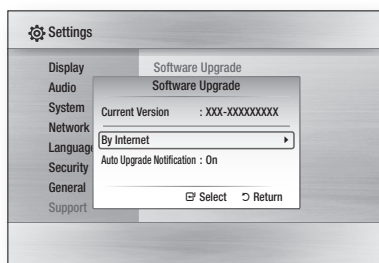 Settings
Display
Software Upgrade
Audio
System
Network
Language
Security
General
Support
Software Upgrade
Current Version : XXX-XXXXXXXXX
By Internet
Auto Upgrade Notification : On
Select Return